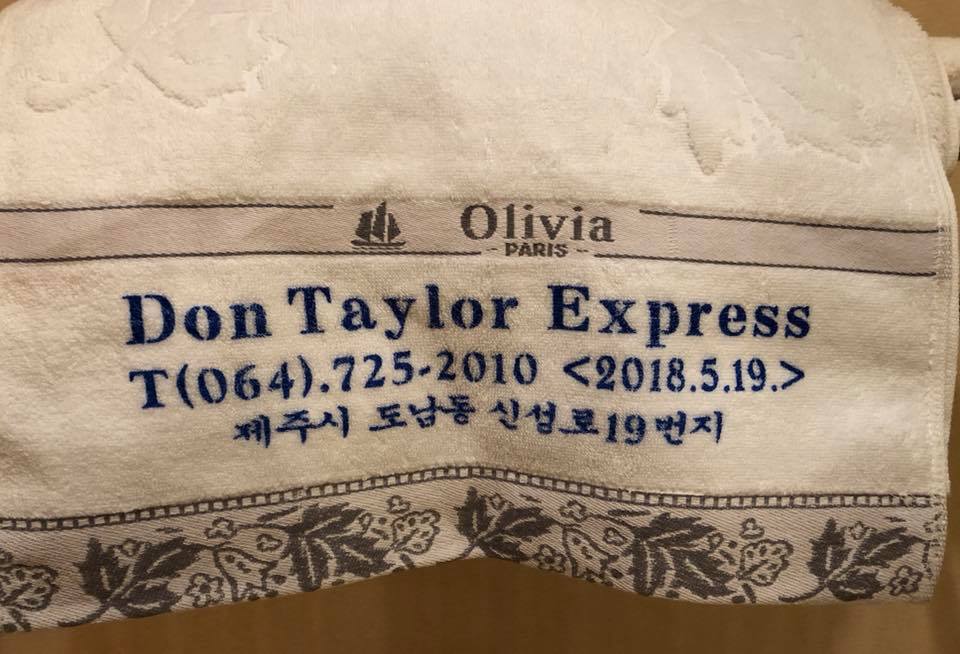 Olivia
PARIS
Don Taylor Express
T(064).725-2010 <2018.5.19.>
제주시 도남동 신설로19번지